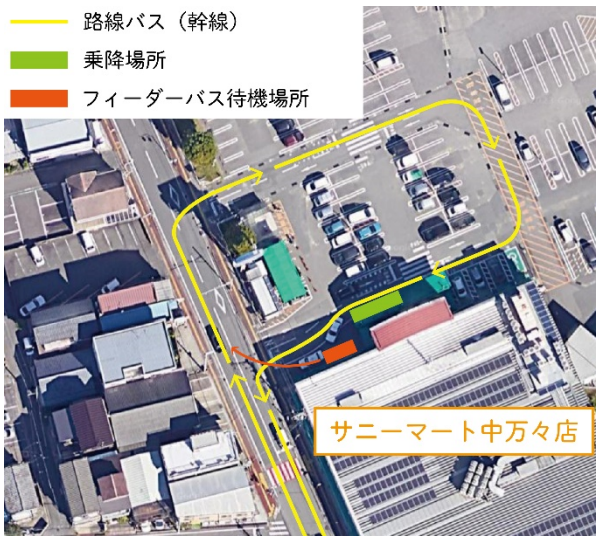 路線バス（幹線）
乗降場所
フィーダーバス待機場所
サニーマート中万々店